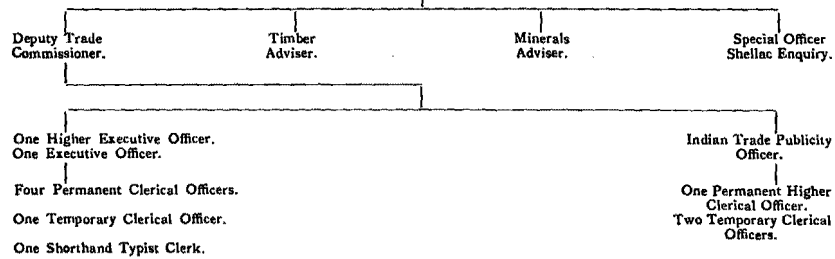 Deputy Trade
Commissioner.
Timber
Adviser.
Minerals
Adviser.
Special Officer
Shellac Enquiry.
One Higher Executive Officer.
One Executive Officer.
Four Permanent Clerical Officers.
One Temporary Clerical Officer.
One Shorthand Typist Clerk.
Indian Trade Publicity
Officer.
One Permanent Higher
Clerical Officer.
Two Temporary Clerical
Officers.